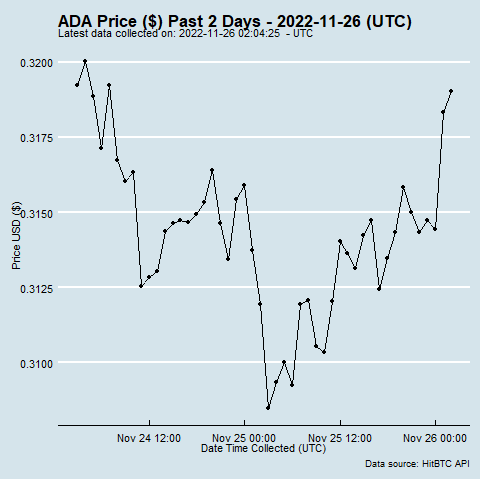 ADA Price ($) Past 2 Days - 2022-11-26 (UTC)
Latest data collected on: 2022-11-26 02:04:25 - UTC
0.3200
0.3175
0.3150
0.3125
0.3100
Price USD ($)
Nov 24 12:00 Nov 25 00:00 Nov 25 12:00 Nov 26 00:00
Date Time Collected (UTC)
Data source: HitBTC API